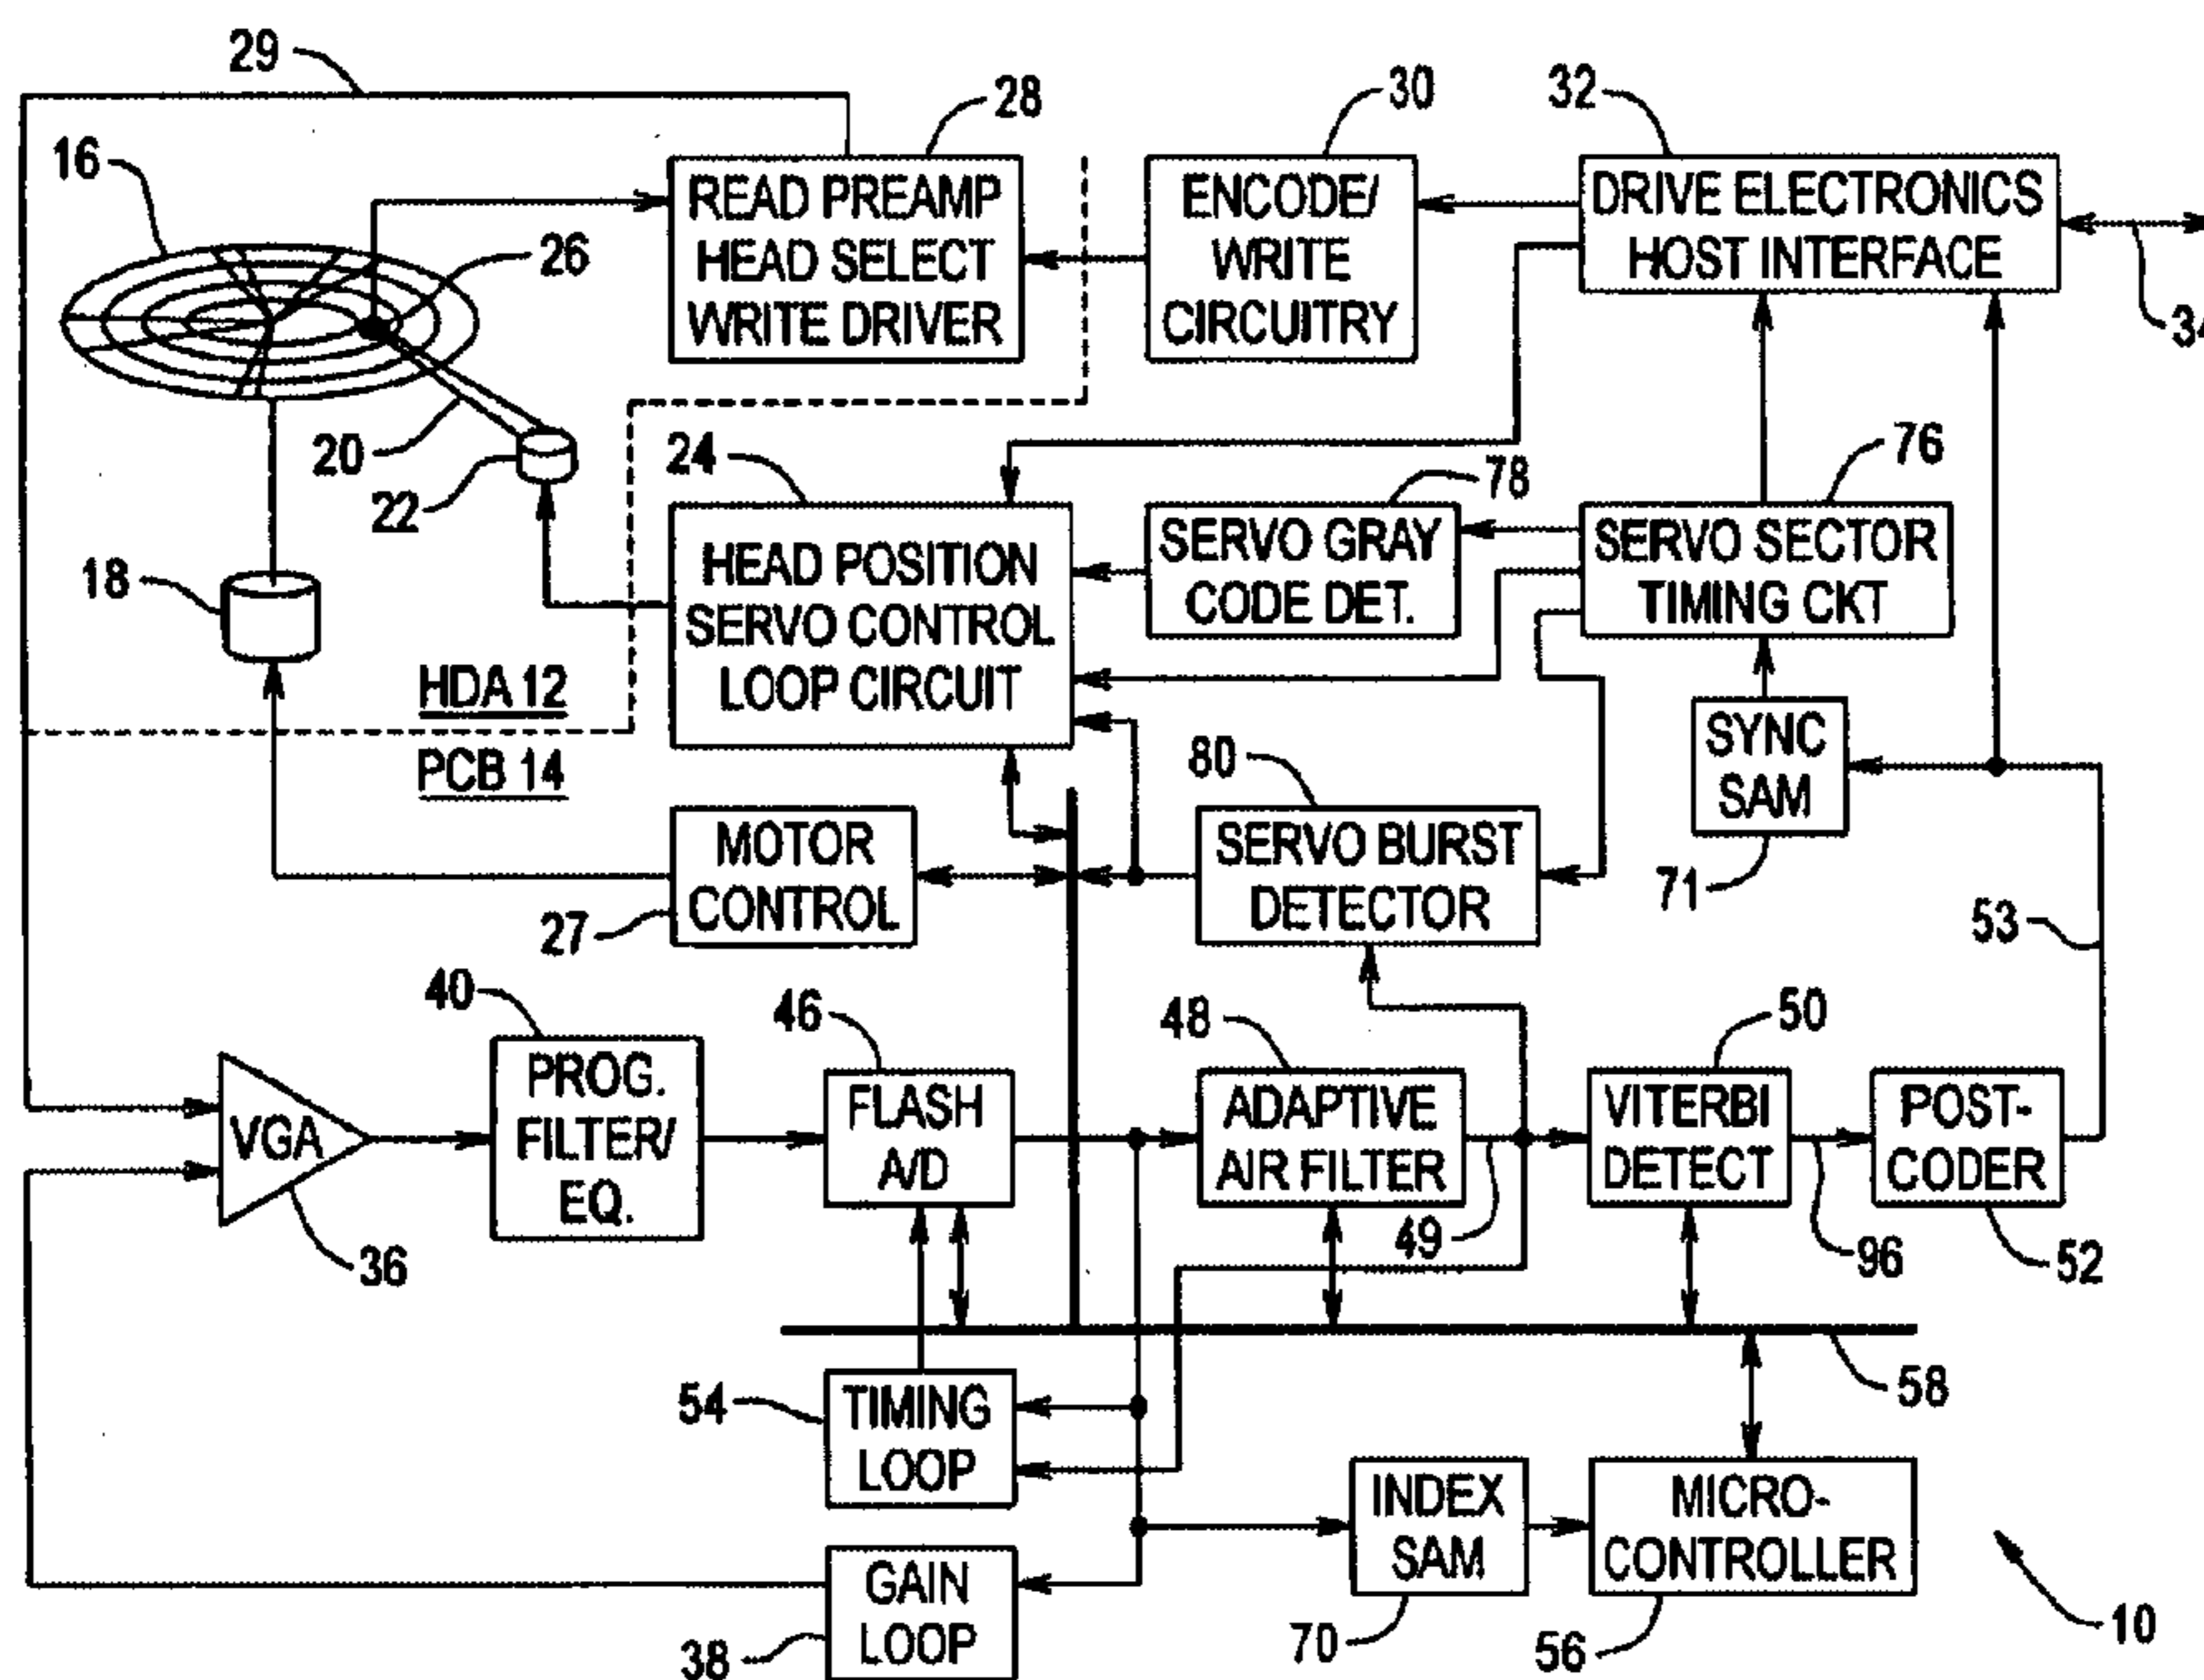 29
28
30
32
16
READ PREAMP
HEAD SELECT
WRITE DRIVER
ENCODE/
WRITE
CIRCUITRY
DRIVE ELECTRONICS
HOST INTERFACE
26
34
20
22
24
78
76
18
HEAD POSITION
SERVO CONTROL
LOOP CIRCUIT
SERVO GRAY
CODE DET.
SERVO SECTOR
TIMING CKT
HDA 12
PCB 14
80
SYNC
SAM
71
MOTOR
CONTROL
27
SERVO BURST
DETECTOR
53
40
46
48
50
VGA
36
PROG.
FILTER/
EQ.
FLASH
A/D
ADAPTIVE
AIR FILTER
49
VITERBI
DETECT
96
POST-
CODER
52
58
54
TIMING
LOOP
INDEX
SAM
70
MICRO-
CONTROLLER
56
GAIN
LOOP
38
10